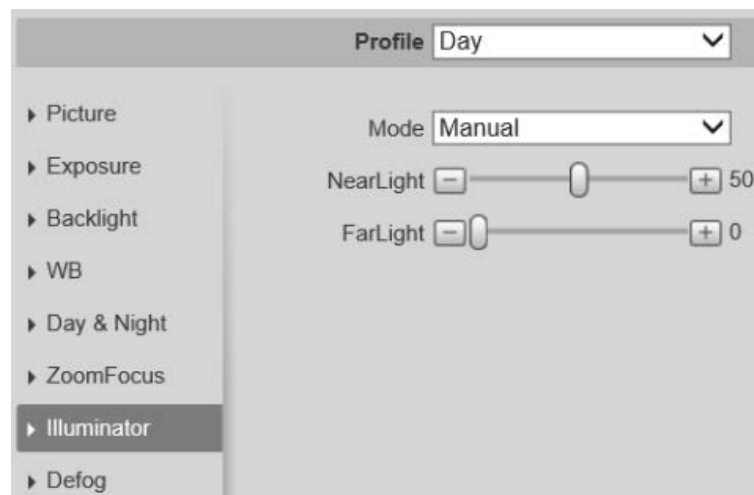 Profile Day
Picture
Exposure
Backlight
WB
Day & Night
ZoomFocus
Illuminator
Defog
Mode Manual
NearLight - + 50
FarLight - + 0